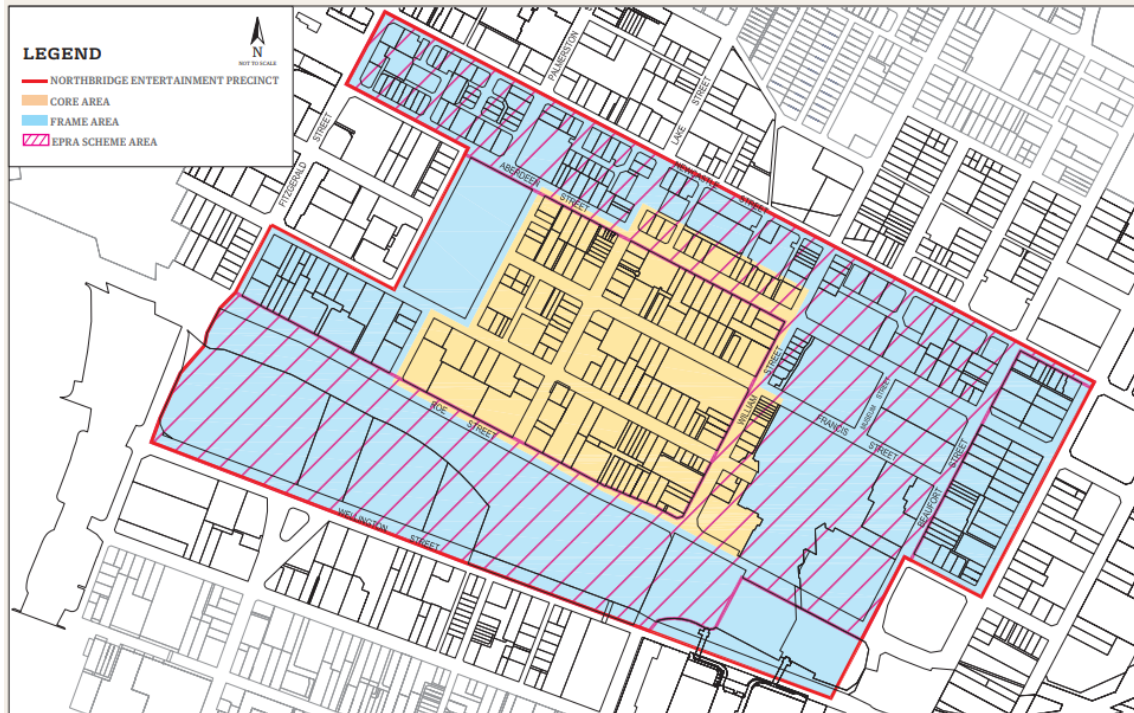 LEGEND
N
NOT TO SCALE
NORTHBRIDGE ENTERTAINMENT PRECINCT
CORE AREA
FRAME AREA
EPRA SCHEME AREA
PALMERSTON
STREET
LAKE
STREET
FITZGERALD
STREET
NEWCASTLE
STREET
ABERDEEN
STREET
WILLIAM
STREET
MUSEUM
STREET
FRANCIS
STREET
BEAUFORT
STREET
ROE
STREET
WELLINGTON
STREET